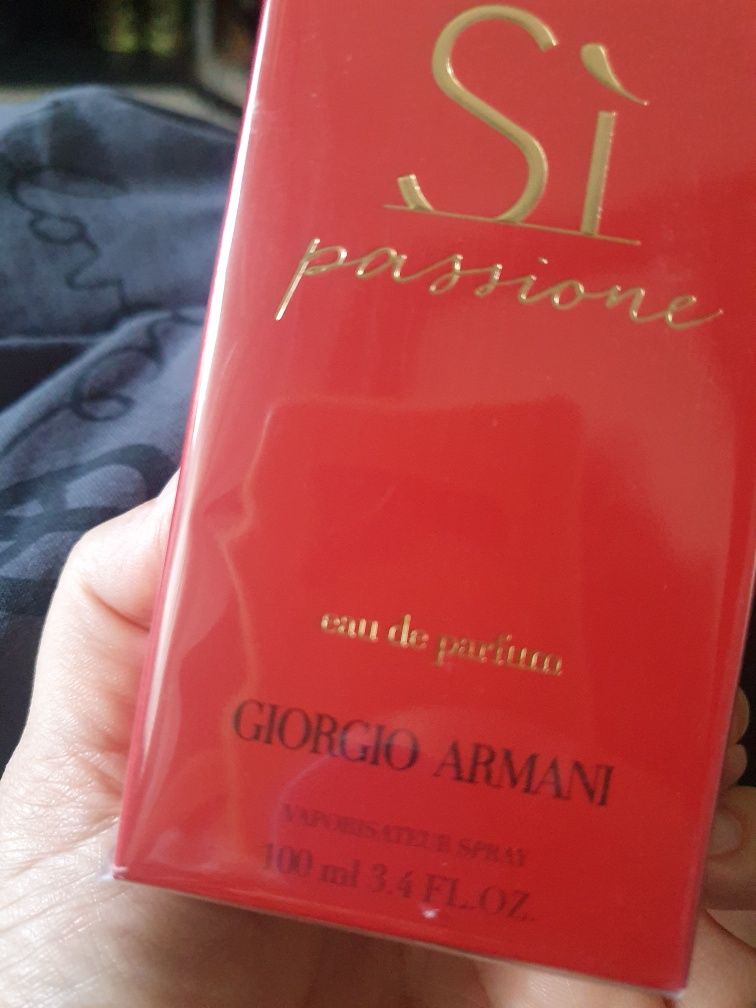 Sì
passione
eau de parfum
GIORGIO ARMANI
VAPORISATEUR SPRAY
100 ml 3.4 FL.OZ.